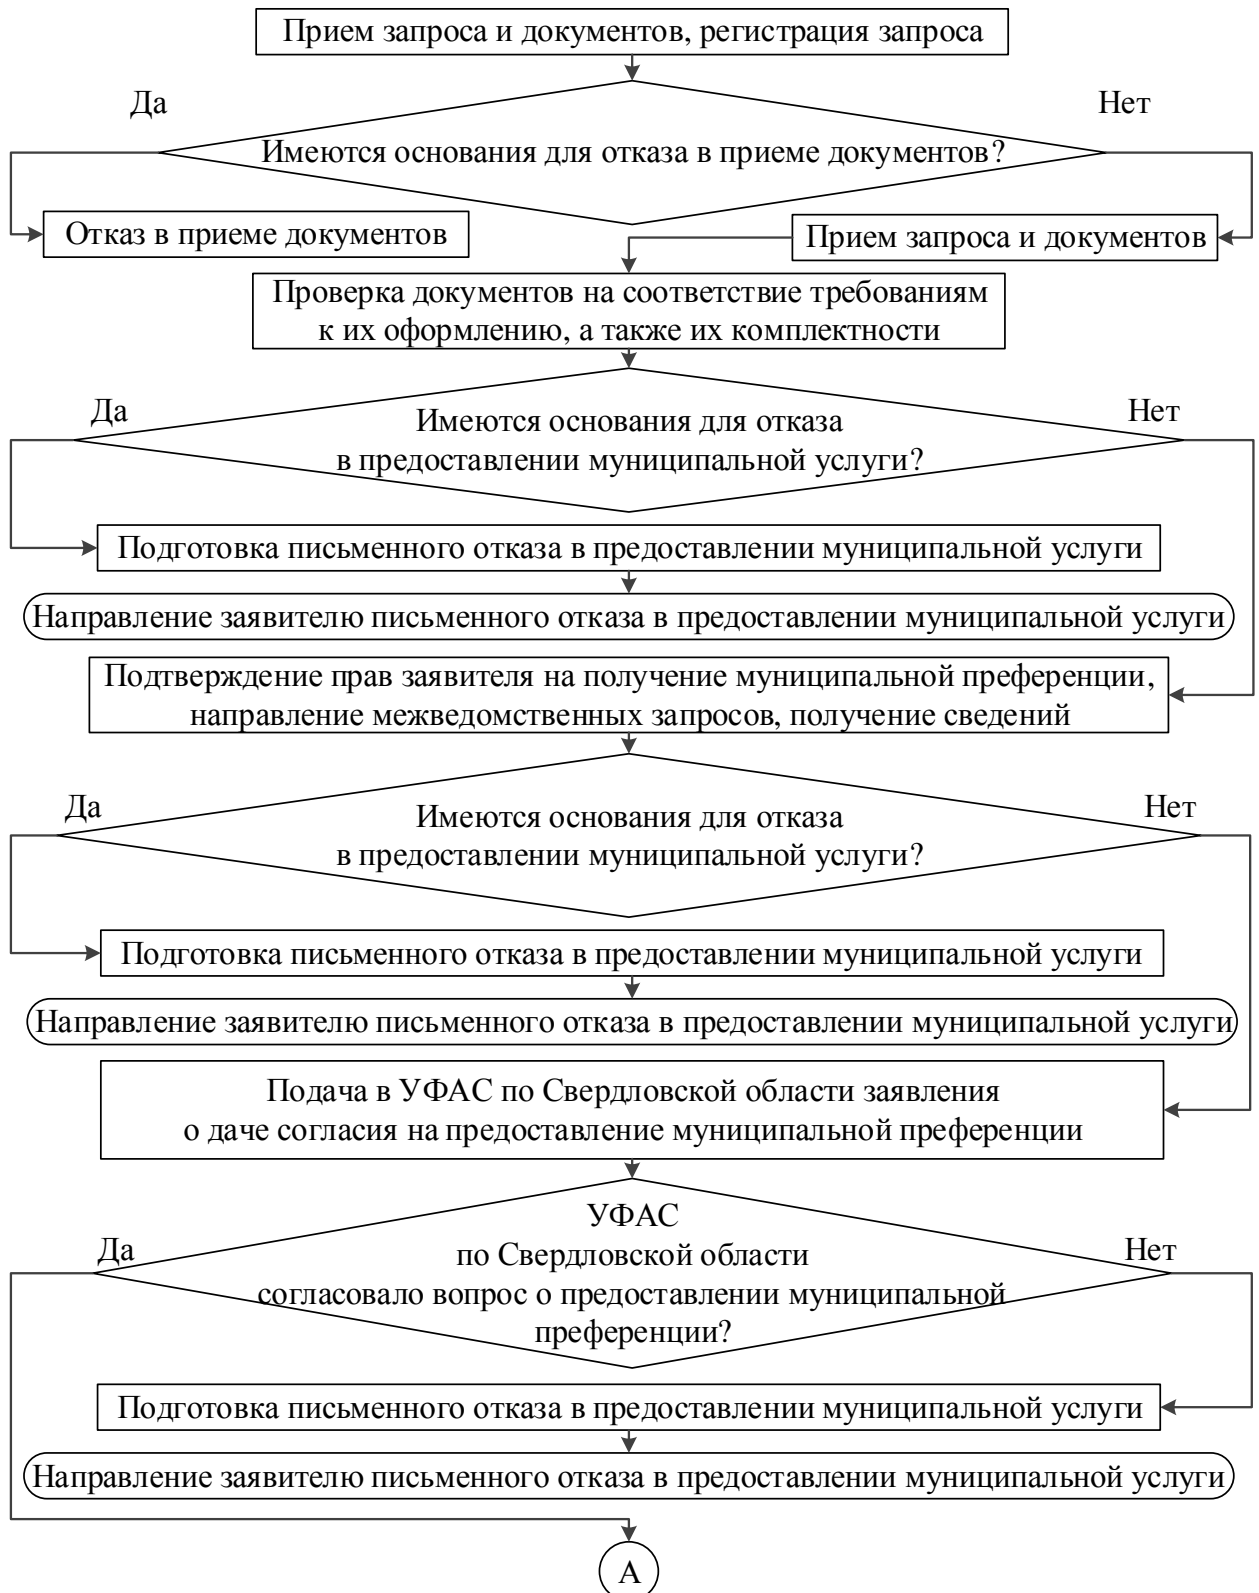 Прием запроса и документов, регистрация запроса
Да
Нет
Имеются основания для отказа в приеме документов?
Отказ в приеме документов
Прием запроса и документов
Проверка документов на соответствие требованиям
к их оформлению, а также их комплектности
Да
Нет
Имеются основания для отказа
в предоставлении муниципальной услуги?
Подготовка письменного отказа в предоставлении муниципальной услуги
Направление заявителю письменного отказа в предоставлении муниципальной услуги
Подтверждение прав заявителя на получение муниципальной преференции,
направление межведомственных запросов, получение сведений
Да
Нет
Имеются основания для отказа
в предоставлении муниципальной услуги?
Подготовка письменного отказа в предоставлении муниципальной услуги
Направление заявителю письменного отказа в предоставлении муниципальной услуги
Подача в УФАС по Свердловской области заявления
о даче согласия на предоставление муниципальной преференции
УФАС
Да
Нет
по Свердловской области
согласовало вопрос о предоставлении муниципальной
преференции?
Подготовка письменного отказа в предоставлении муниципальной услуги
Направление заявителю письменного отказа в предоставлении муниципальной услуги
А